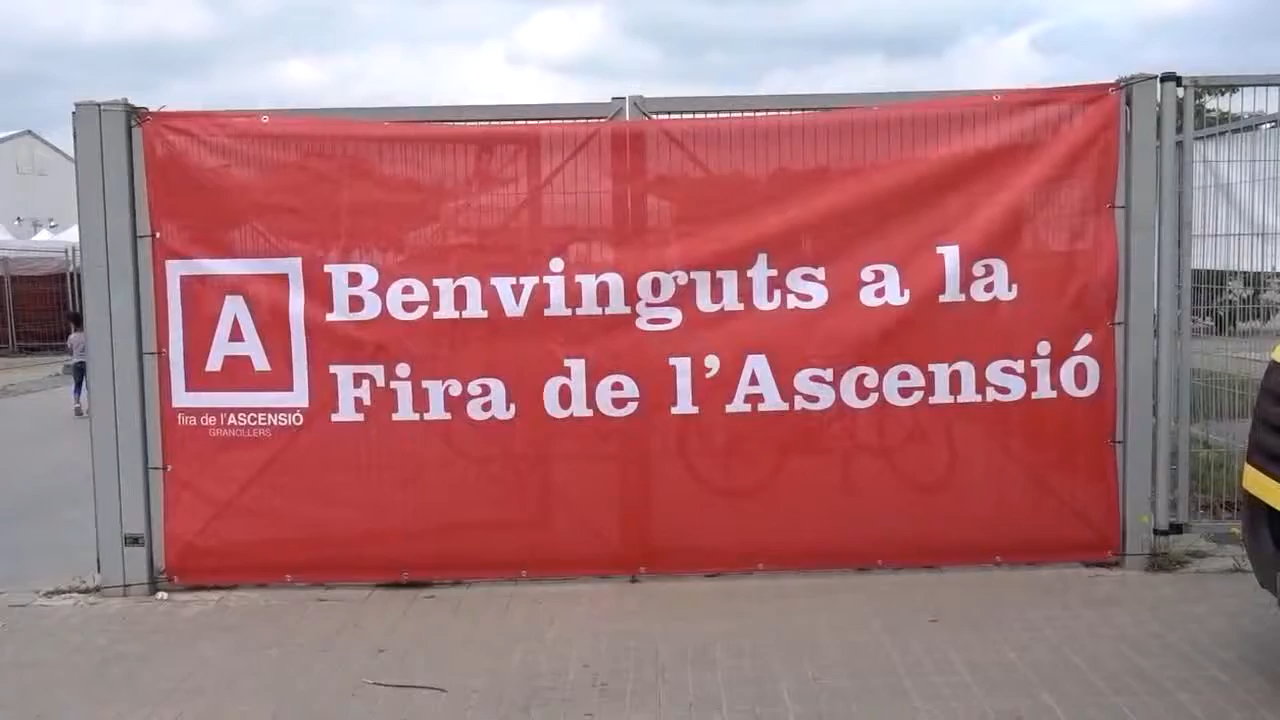 A
fira de l'ASCENSIÓ
GRANOLLERS
Benvinguts a la
Fira de l’Ascensió